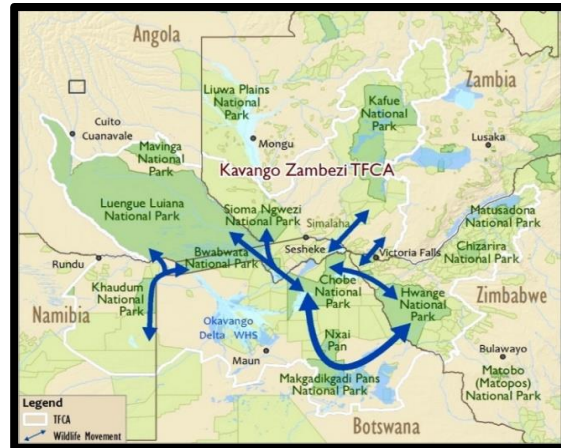 Angola
Zambia
Liuwa Plains
National
Park
Kafue
National
Park
Cuito
Cuanavale
Mongu
Lusaka
Mavinga
National
Park
Kavango Zambezi TFCA
Luengue Luiana
National Park
Sioma Ngwezi
National Park
Simalaha
Matusadona
National Park
Sesheke
Victoria Falls
Chizarira
National Park
Rundu
Bwabwata
National Park
Khaudum
National
Park
Chobe
National
Park
Hwange
National
Park
Zimbabwe
Namibia
Okavango
Delta WHS
Nxai
Pan
Maun
Bulawayo
Makgadikgadi Pans
National Park
Matobo
(Matopos)
National Park
Botswana
Legend
TFCA
Wildlife Movement